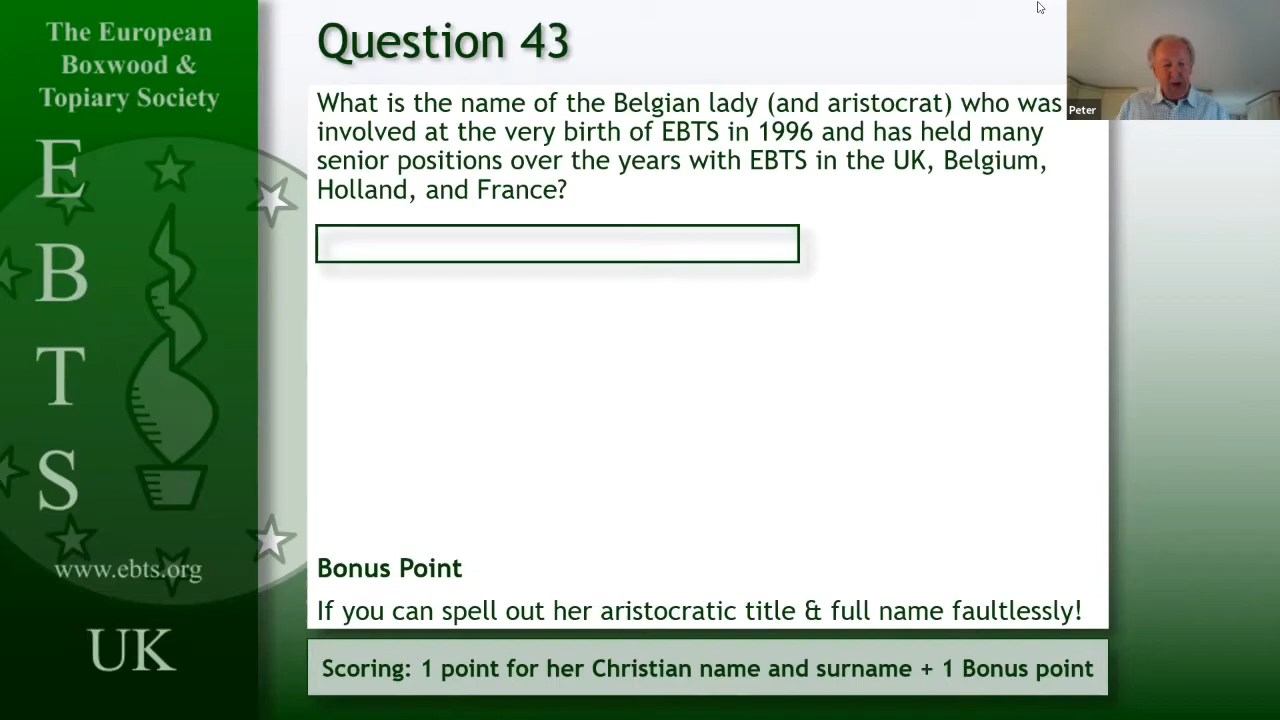 The European
Boxwood &
Topiary Society
E
B
T
S
www.ebts.org
UK
Question 43
What is the name of the Belgian lady (and aristocrat) who was
involved at the very birth of EBTS in 1996 and has held many
senior positions over the years with EBTS in the UK, Belgium,
Holland, and France?
Bonus Point
If you can spell out her aristocratic title & full name faultlessly!
Scoring: 1 point for her Christian name and surname + 1 Bonus point
Peter